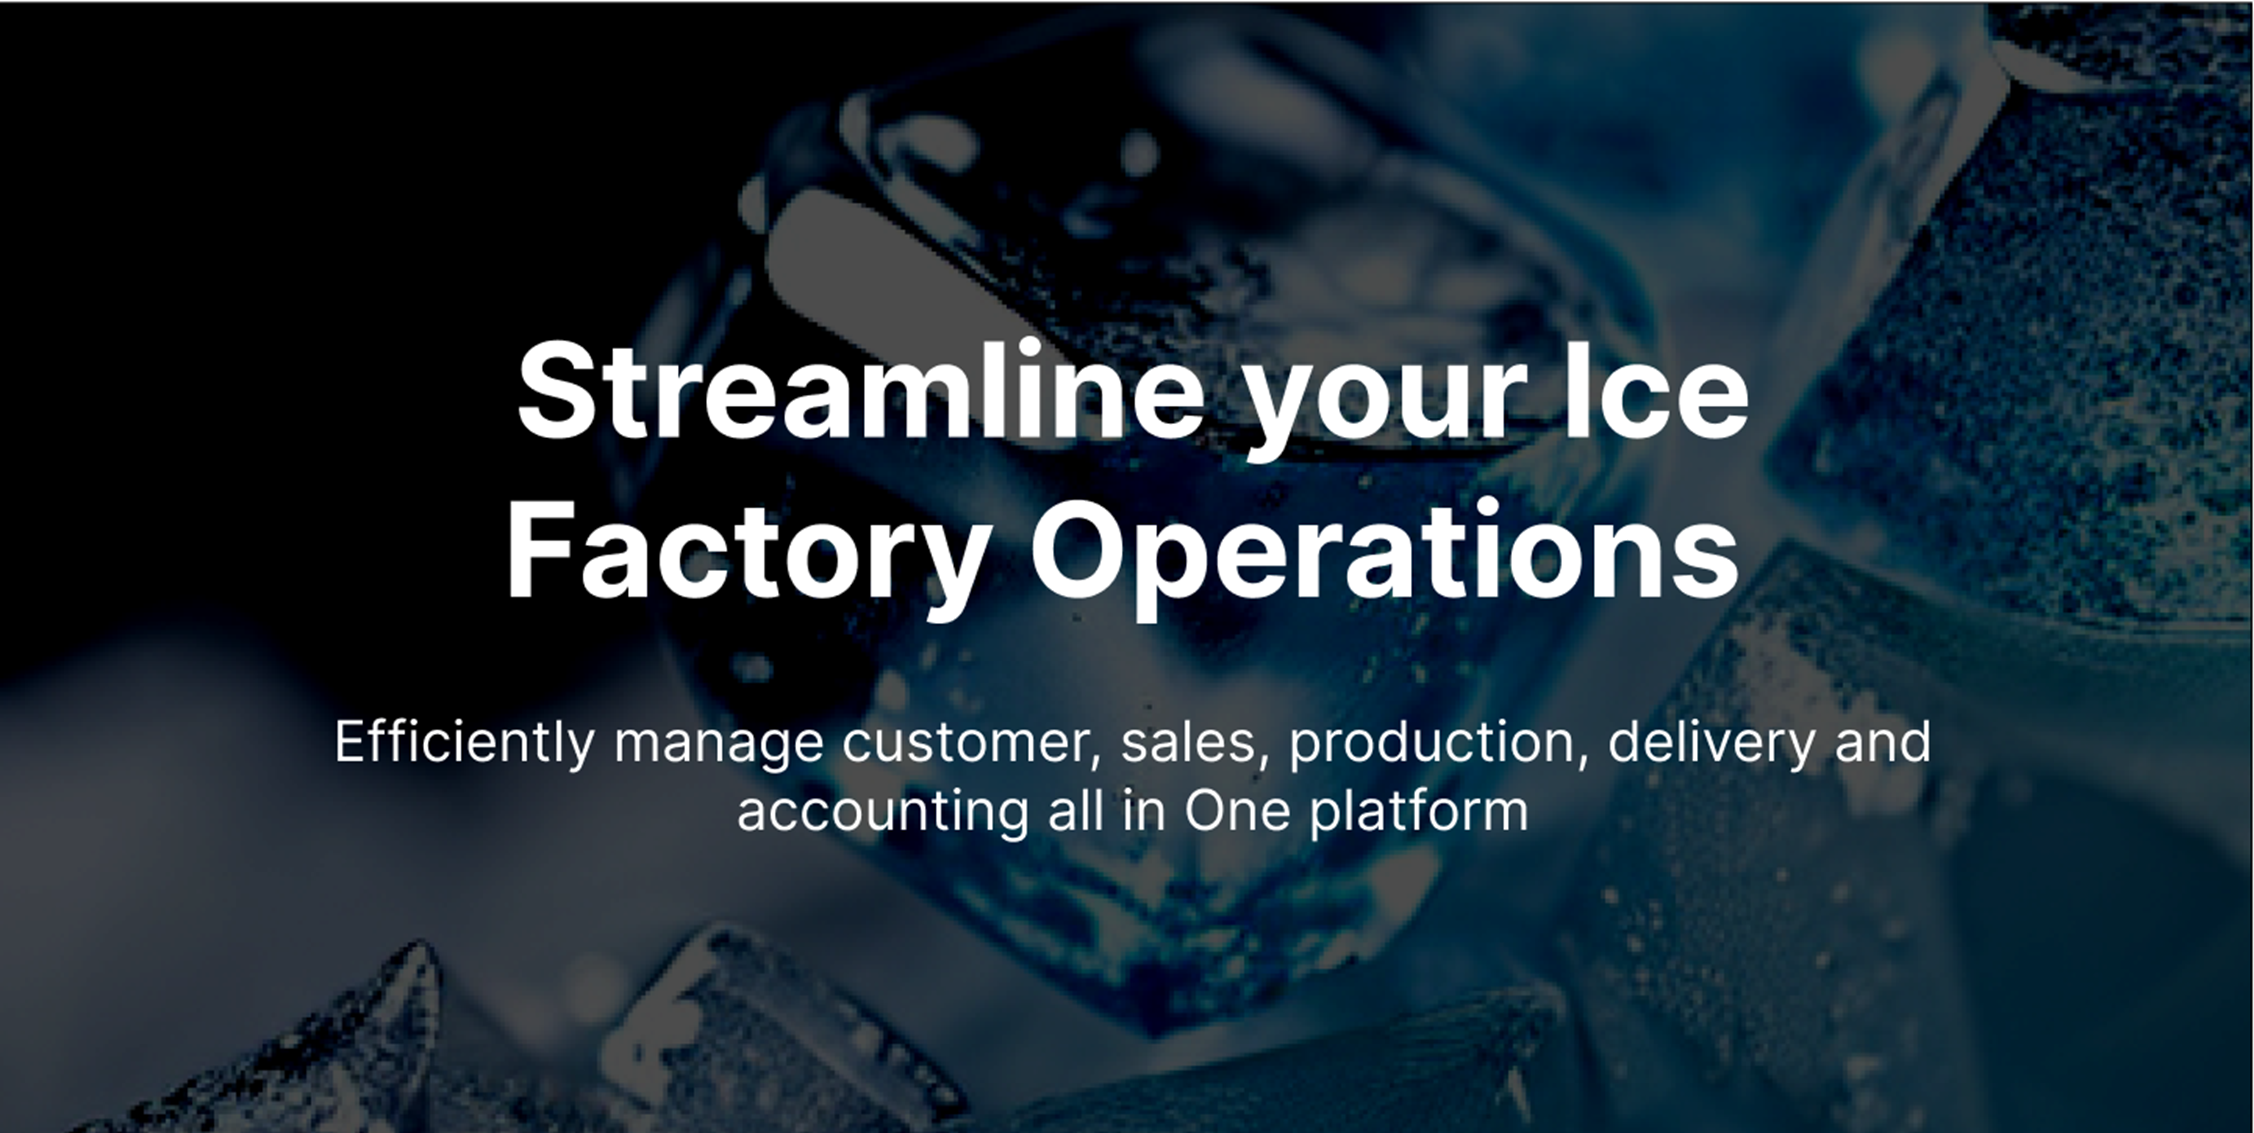 Streamline your Ice
Factory Operations
Efficiently manage customer, sales, production, delivery and
accounting all in One platform